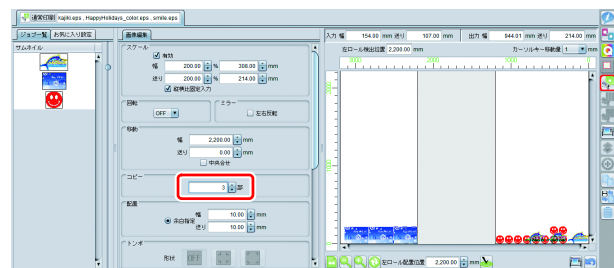 通常印刷 kajiki.eps , HappyHolidays_color.eps , smile.eps
ジョブ一覧 お気に入り設定
サムネイル
画像編集
スケール
有効
幅 200.00 % 308.00 mm
送り 200.00 % 214.00 mm
縦横比固定入力
回転
OFF
ミラー
左右反転
移動
幅 2,200.00 mm
送り 0.00 mm
中央合せ
コピー
3 部
配置
余白指定
幅 10.00 mm
送り 10.00 mm
トンボ
形状 OFF
入力 幅 154.00 mm 送り 107.00 mm 出力 幅 944.01 mm 送り 214.00 mm
左ロール検出位置 2,200.00 mm カーソルキー移動量 1 mm
3000 2000 1000
2000
1000
左ロール配置位置 2,200.00 mm